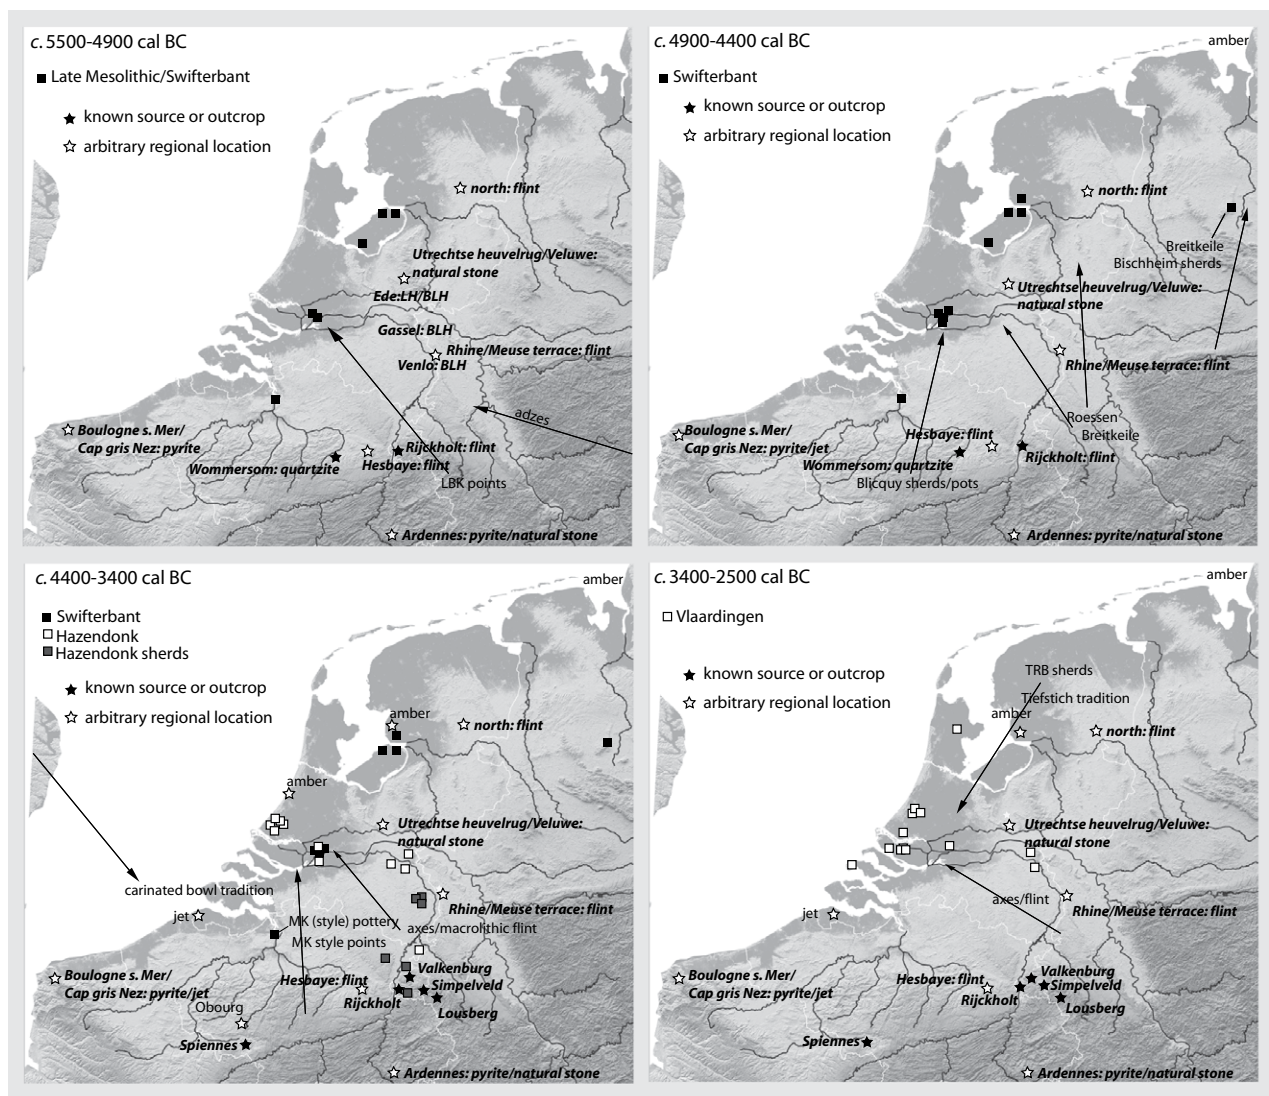 c. 5500-4900 cal BC
Late Mesolithic/Swifterbant
known source or outcrop
arbitrary regional location
north: flint
Utrechtse heuvelrug/Veluwe:
natural stone
Ede:LH/BLH
Gassel: BLH
Rhine/Meuse terrace: flint
Venlo: BLH
adzes
Boulogne s. Mer/
Cap gris Nez: pyrite
Rijckholt: flint
Hesbaye: flint
Wommersom: quartzite
LBK points
Ardennes: pyrite/natural stone
c. 4900-4400 cal BC
amber
Swifterbant
known source or outcrop
arbitrary regional location
north: flint
Breitkeile
Bischheim sherds
Utrechtse heuvelrug/Veluwe:
natural stone
Rhine/Meuse terrace: flint
Roessen
Breitkeile
Boulogne s. Mer/
Cap gris Nez: pyrite/jet
Hesbaye: flint
Rijckholt: flint
Wommersom: quartzite
Blicquy sherds/pots
Ardennes: pyrite/natural stone
c. 4400-3400 cal BC
amber
Swifterbant
Hazendonk
Hazendonk sherds
known source or outcrop
arbitrary regional location
amber
north: flint
amber
Utrechtse heuvelrug/Veluwe:
natural stone
carinated bowl tradition
jet
Rhine/Meuse terrace: flint
MK (style) pottery
axes/macrolithic flint
MK style points
Boulogne s. Mer/
Cap gris Nez: pyrite/jet
Hesbaye: flint
Valkenburg
Simpelveld
Rijckholt
Lousberg
Obourg
Spiennes
Ardennes: pyrite/natural stone
c. 3400-2500 cal BC
amber
Vlaardingen
known source or outcrop
arbitrary regional location
TRB sherds
Tiefstich tradition
amber
north: flint
Utrechtse heuvelrug/Veluwe:
natural stone
axes/flint
jet
Rhine/Meuse terrace: flint
Boulogne s. Mer/
Cap gris Nez: pyrite/jet
Hesbaye: flint
Valkenburg
Simpelveld
Rijckholt
Lousberg
Spiennes
Ardennes: pyrite/natural stone